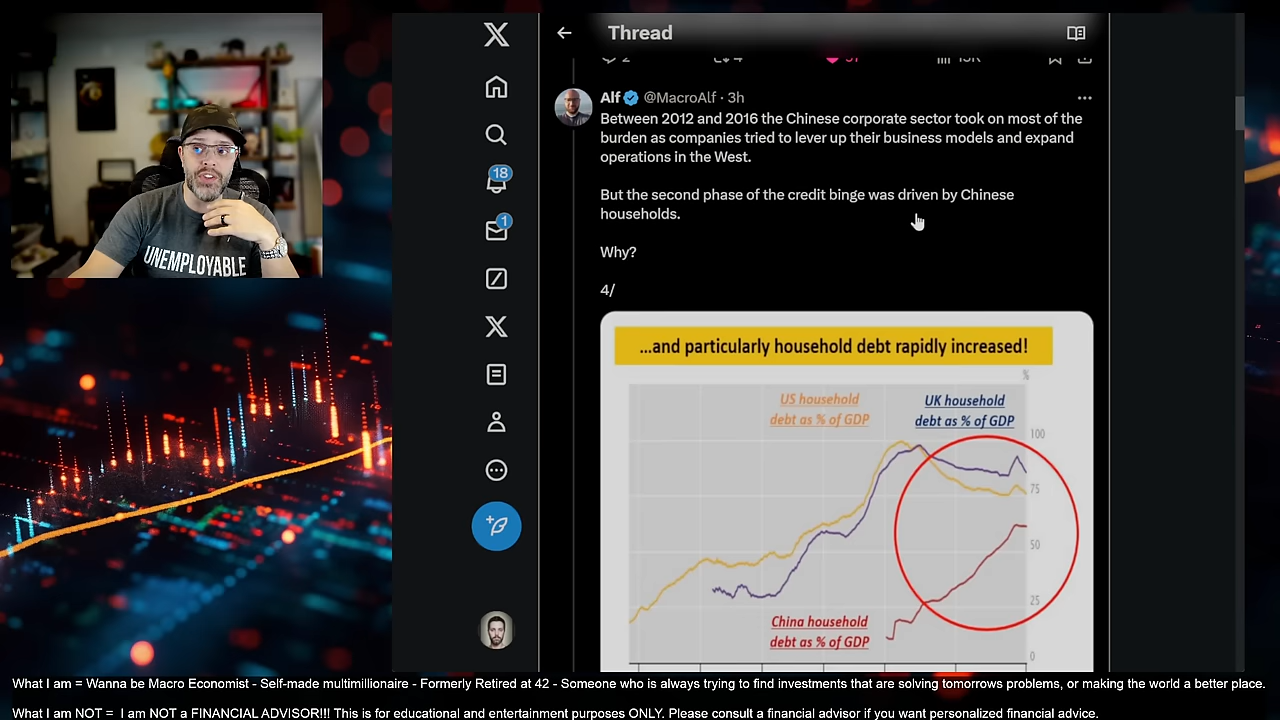 Thread
2
4
57
13K
Alf @MacroAlf · 3h
Between 2012 and 2016 the Chinese corporate sector took on most of the
burden as companies tried to lever up their business models and expand
operations in the West.
But the second phase of the credit binge was driven by Chinese
households.
Why?
4/
18
1
UNEMPLOYABLE
...and particularly household debt rapidly increased!
%
US household
debt as % of GDP
UK household
debt as % of GDP
100
75
50
25
0
China household
debt as % of GDP
What I am = Wanna be Macro Economist - Self-made multimillionaire - Formerly Retired at 42 - Someone who is always trying to find investments that are solving tomorrows problems, or making the world a better place.
What I am NOT = I am NOT a FINANCIAL ADVISOR!!! This is for educational and entertainment purposes ONLY. Please consult a financial advisor if you want personalized financial advice.